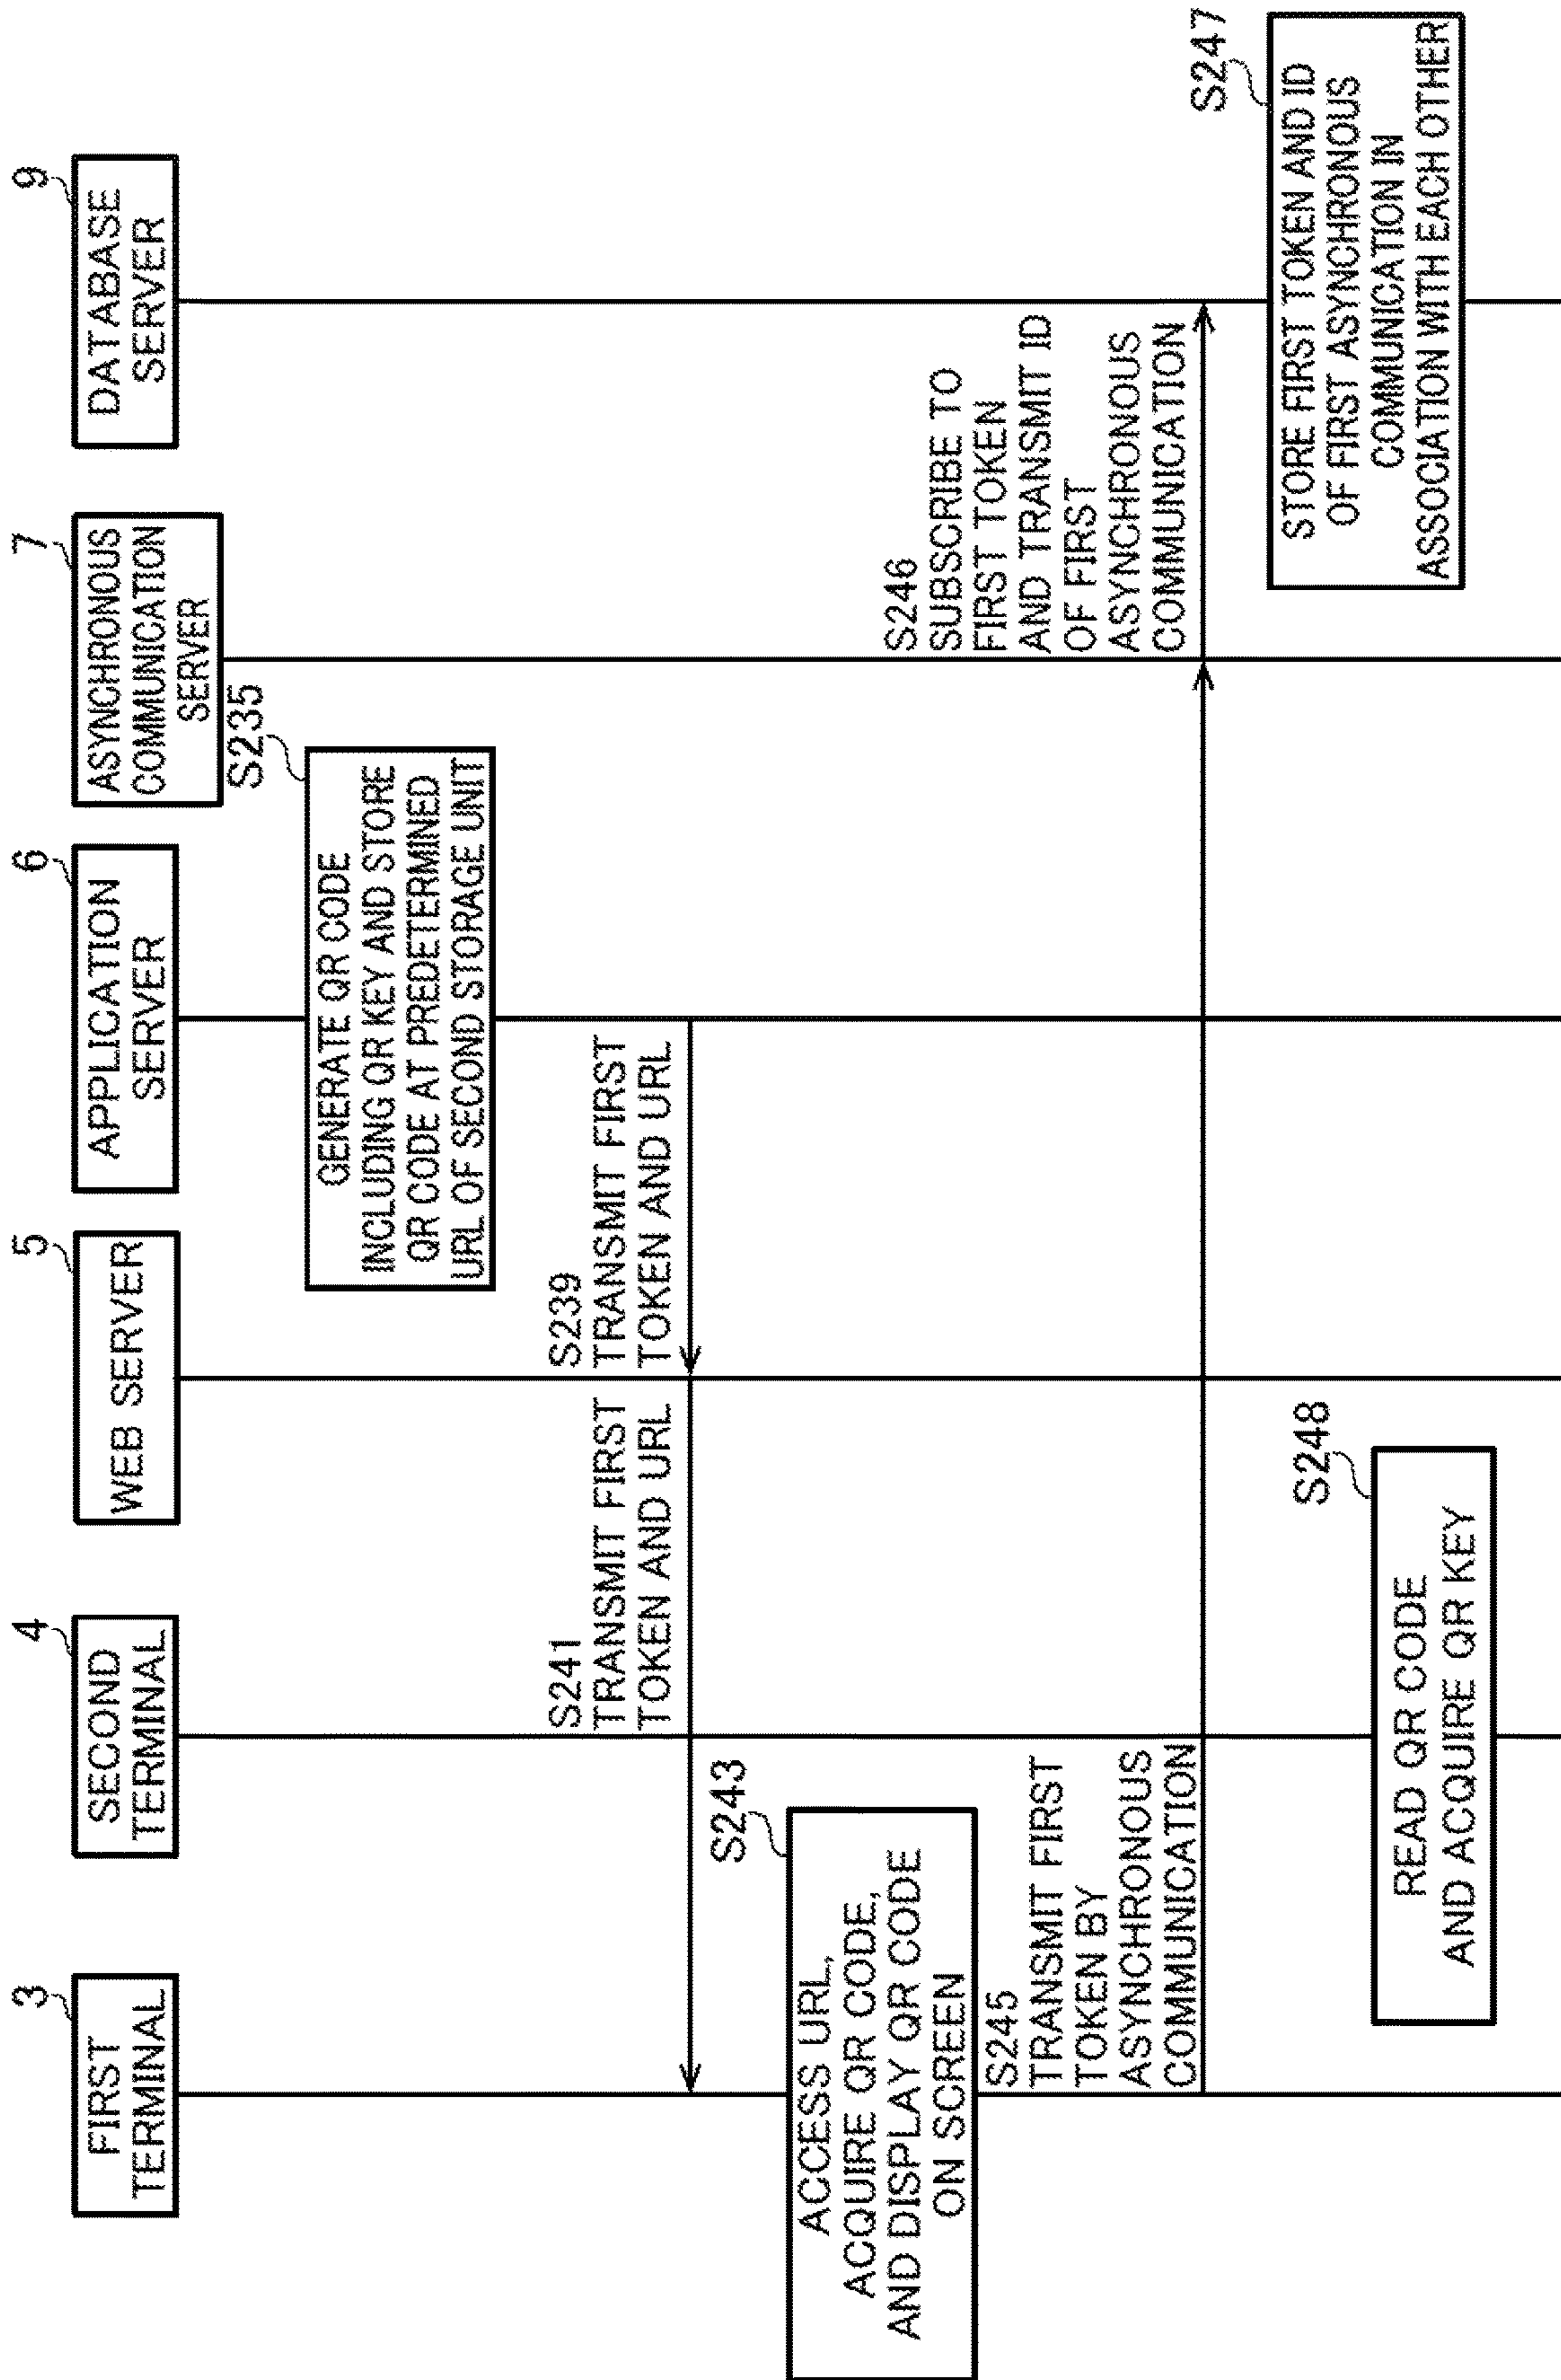 3
FIRST
TERMINAL
4
SECOND
TERMINAL
5
WEB SERVER
6
APPLICATION
SERVER
7
ASYNCHRONOUS
COMMUNICATION
SERVER
9
DATABASE
SERVER
S235
GENERATE QR CODE
INCLUDING QR KEY AND STORE
QR CODE AT PREDETERMINED
URL OF SECOND STORAGE UNIT
S239
TRANSMIT FIRST
TOKEN AND URL
S241
TRANSMIT FIRST
TOKEN AND URL
S243
ACCESS URL,
ACQUIRE QR CODE,
AND DISPLAY QR CODE
ON SCREEN
S245
TRANSMIT FIRST
TOKEN BY
ASYNCHRONOUS
COMMUNICATION
S246
SUBSCRIBE TO
FIRST TOKEN
AND TRANSMIT ID
OF FIRST
ASYNCHRONOUS
COMMUNICATION
S247
STORE FIRST TOKEN AND ID
OF FIRST ASYNCHRONOUS
COMMUNICATION IN
ASSOCIATION WITH EACH OTHER
S248
READ QR CODE
AND ACQUIRE QR KEY